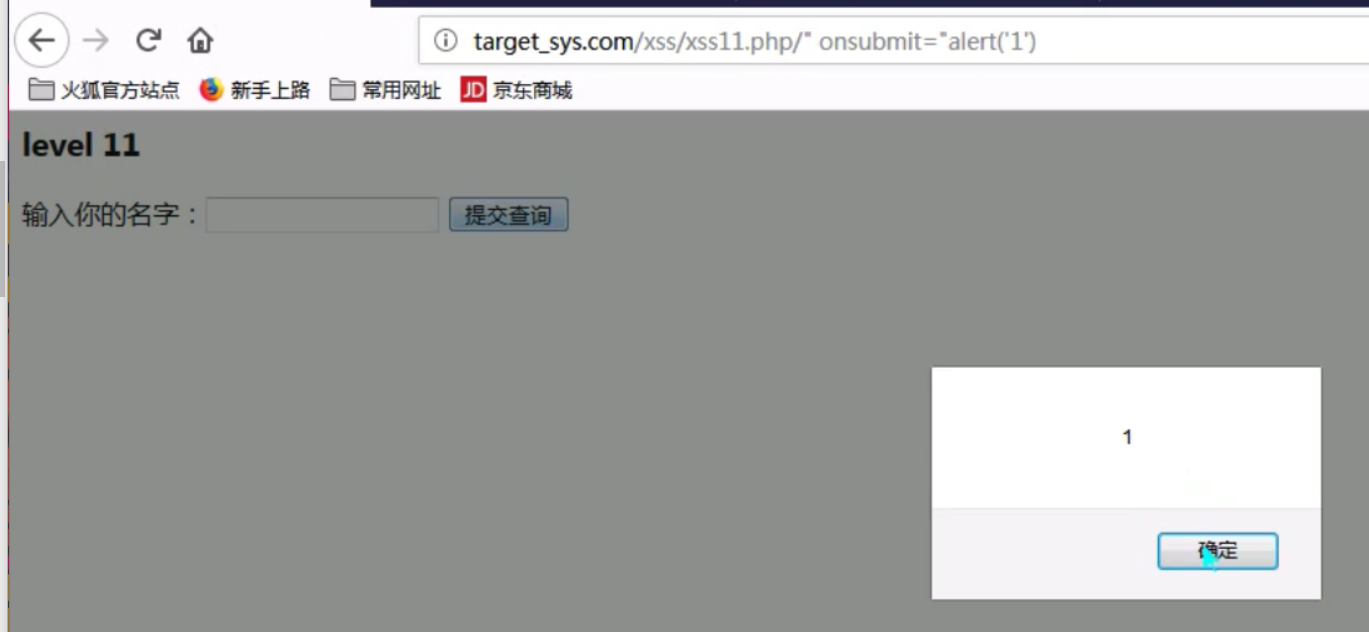 target_sys.com/xss/xss11.php/" onsubmit="alert('1')
火狐官方站点 新手上路 常用网址 JD 京东商城
level 11
输入你的名字： 提交查询
1
确定